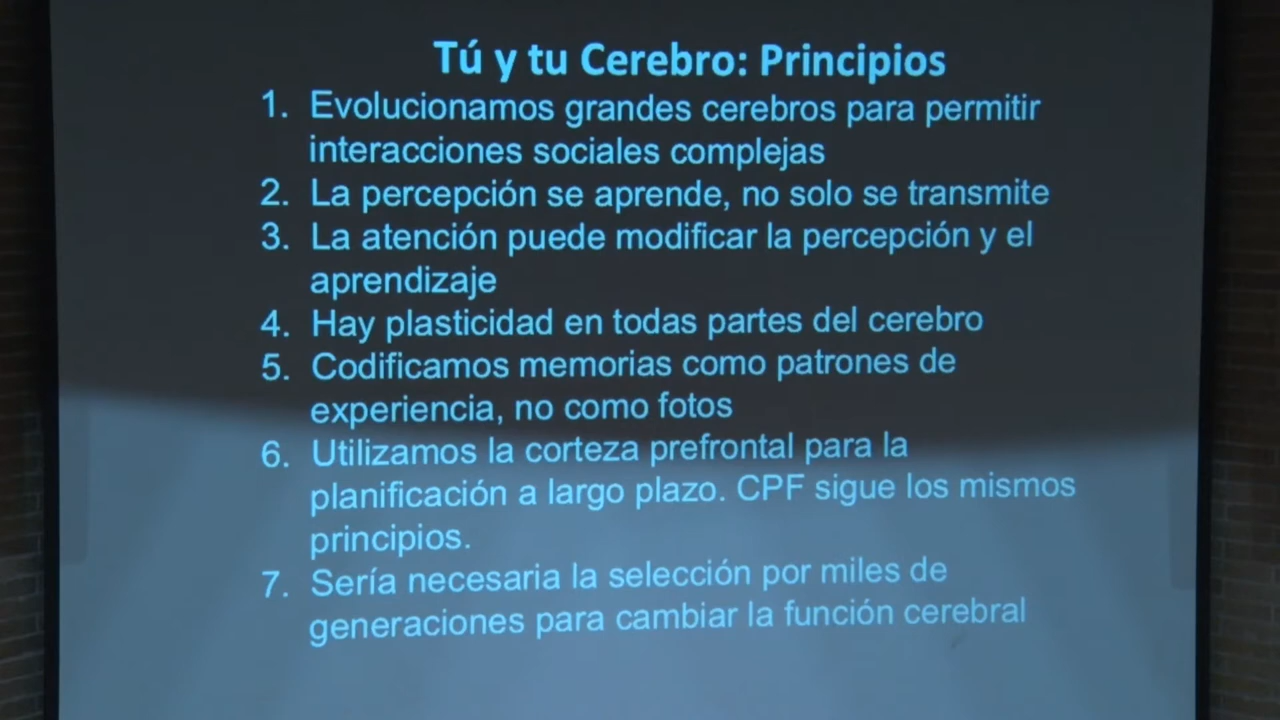 Tú y tu Cerebro: Principios
1. Evolucionamos grandes cerebros para permitir
interacciones sociales complejas
2. La percepción se aprende, no solo se transmite
3. La atención puede modificar la percepción y el
aprendizaje
4. Hay plasticidad en todas partes del cerebro
5. Codificamos memorias como patrones de
experiencia, no como fotos
6. Utilizamos la corteza prefrontal para la
planificación a largo plazo. CPF sigue los mismos
principios.
7. Sería necesaria la selección por miles de
generaciones para cambiar la función cerebral